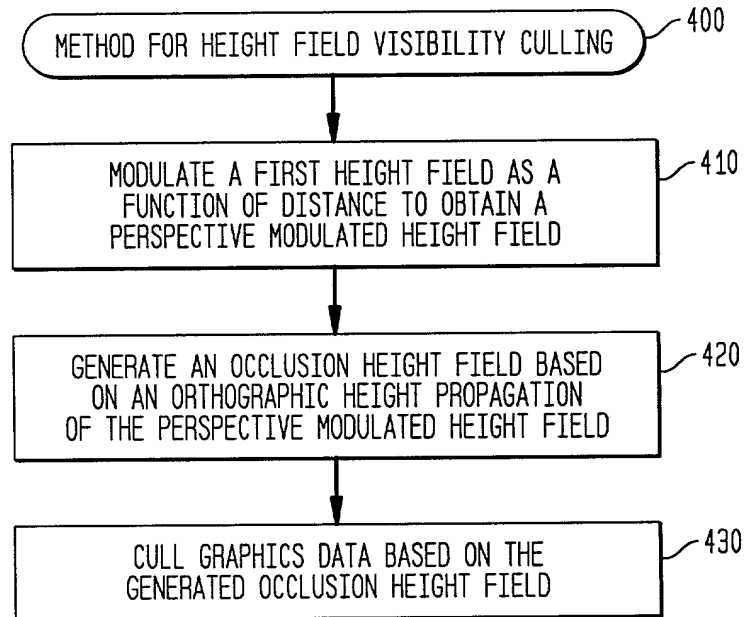 METHOD FOR HEIGHT FIELD VISIBILITY CULLING
400
MODULATE A FIRST HEIGHT FIELD AS A
FUNCTION OF DISTANCE TO OBTAIN A
PERSPECTIVE MODULATED HEIGHT FIELD
410
GENERATE AN OCCLUSION HEIGHT FIELD BASED
ON AN ORTHOGRAPHIC HEIGHT PROPAGATION
OF THE PERSPECTIVE MODULATED HEIGHT FIELD
420
CULL GRAPHICS DATA BASED ON THE
GENERATED OCCLUSION HEIGHT FIELD
430